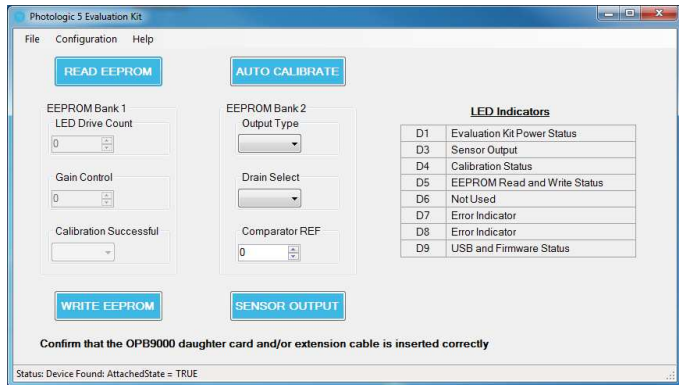 Photologic 5 Evaluation Kit
File Configuration Help
READ EEPROM
AUTO CALIBRATE
EEPROM Bank 1
LED Drive Count
0
Gain Control
0
Calibration Successful
EEPROM Bank 2
Output Type
Drain Select
Comparator REF
0
LED Indicators
D1 Evaluation Kit Power Status
D3 Sensor Output
D4 Calibration Status
D5 EEPROM Read and Write Status
D6 Not Used
D7 Error Indicator
D8 Error Indicator
D9 USB and Firmware Status
WRITE EEPROM
SENSOR OUTPUT
Confirm that the OPB9000 daughter card and/or extension cable is inserted correctly
Status: Device Found: AttachedState = TRUE